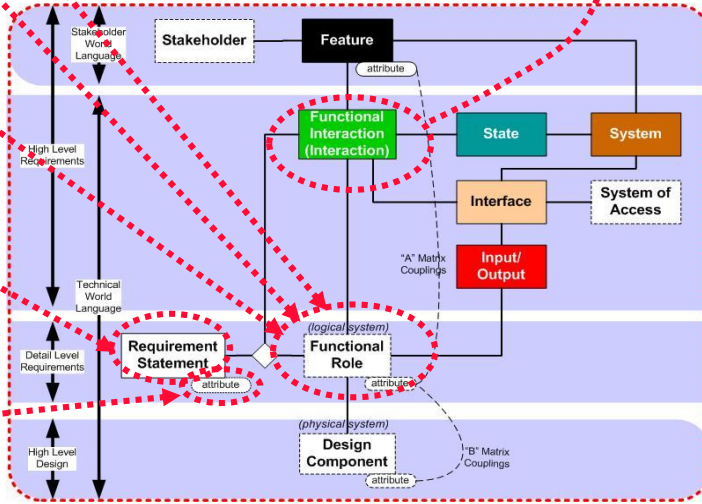 Stakeholder
World
Language
Stakeholder
Feature
attribute
High Level
Requirements
Functional
Interaction
(Interaction)
State
System
Interface
System of
Access
"A" Matrix
Couplings
Input/
Output
Technical
World
Language
Detail Level
Requirements
Requirement
Statement
attribute
(logical system)
Functional
Role
attribute
High Level
Design
(physical system)
Design
Component
attribute
"B" Matrix
Couplings